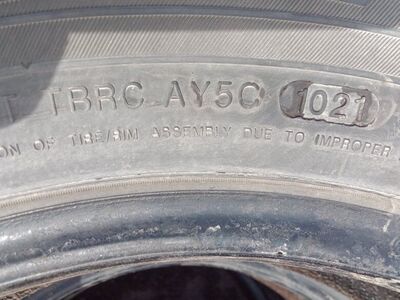 T TBRC AY5C 1021
ON OF TIRE/RIM ASSEMBLY DUE TO IMPROPER